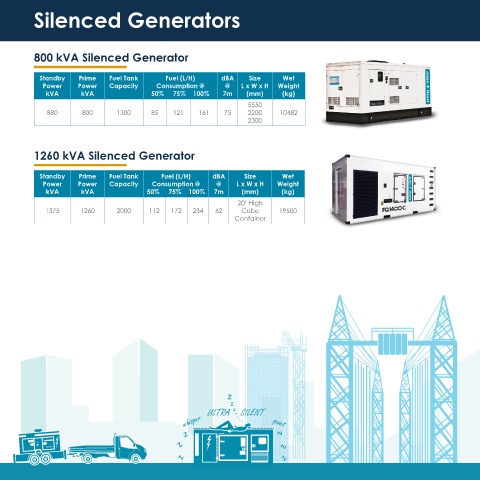 Silenced Generators
800 kVA Silenced Generator
Standby Power kVA | Prime Power kVA | Fuel Tank Capacity | Fuel (L/H) Consumption @ 50% 75% 100% | dBA @ 7m | Size L x W x H (mm) | Wet Weight (kg)
880 | 800 | 1300 | 85 | 121 | 161 | 75 | 5550 2200 2300 | 10482
1260 kVA Silenced Generator
Standby Power kVA | Prime Power kVA | Fuel Tank Capacity | Fuel (L/H) Consumption @ 50% 75% 100% | dBA @ 7m | Size L x W x H (mm) | Wet Weight (kg)
1375 | 1260 | 2000 | 112 | 172 | 234 | 62 | 20' High Cube Container | 19500
FG1400C
ULTRA - SILENT
whisper
z z z z z z